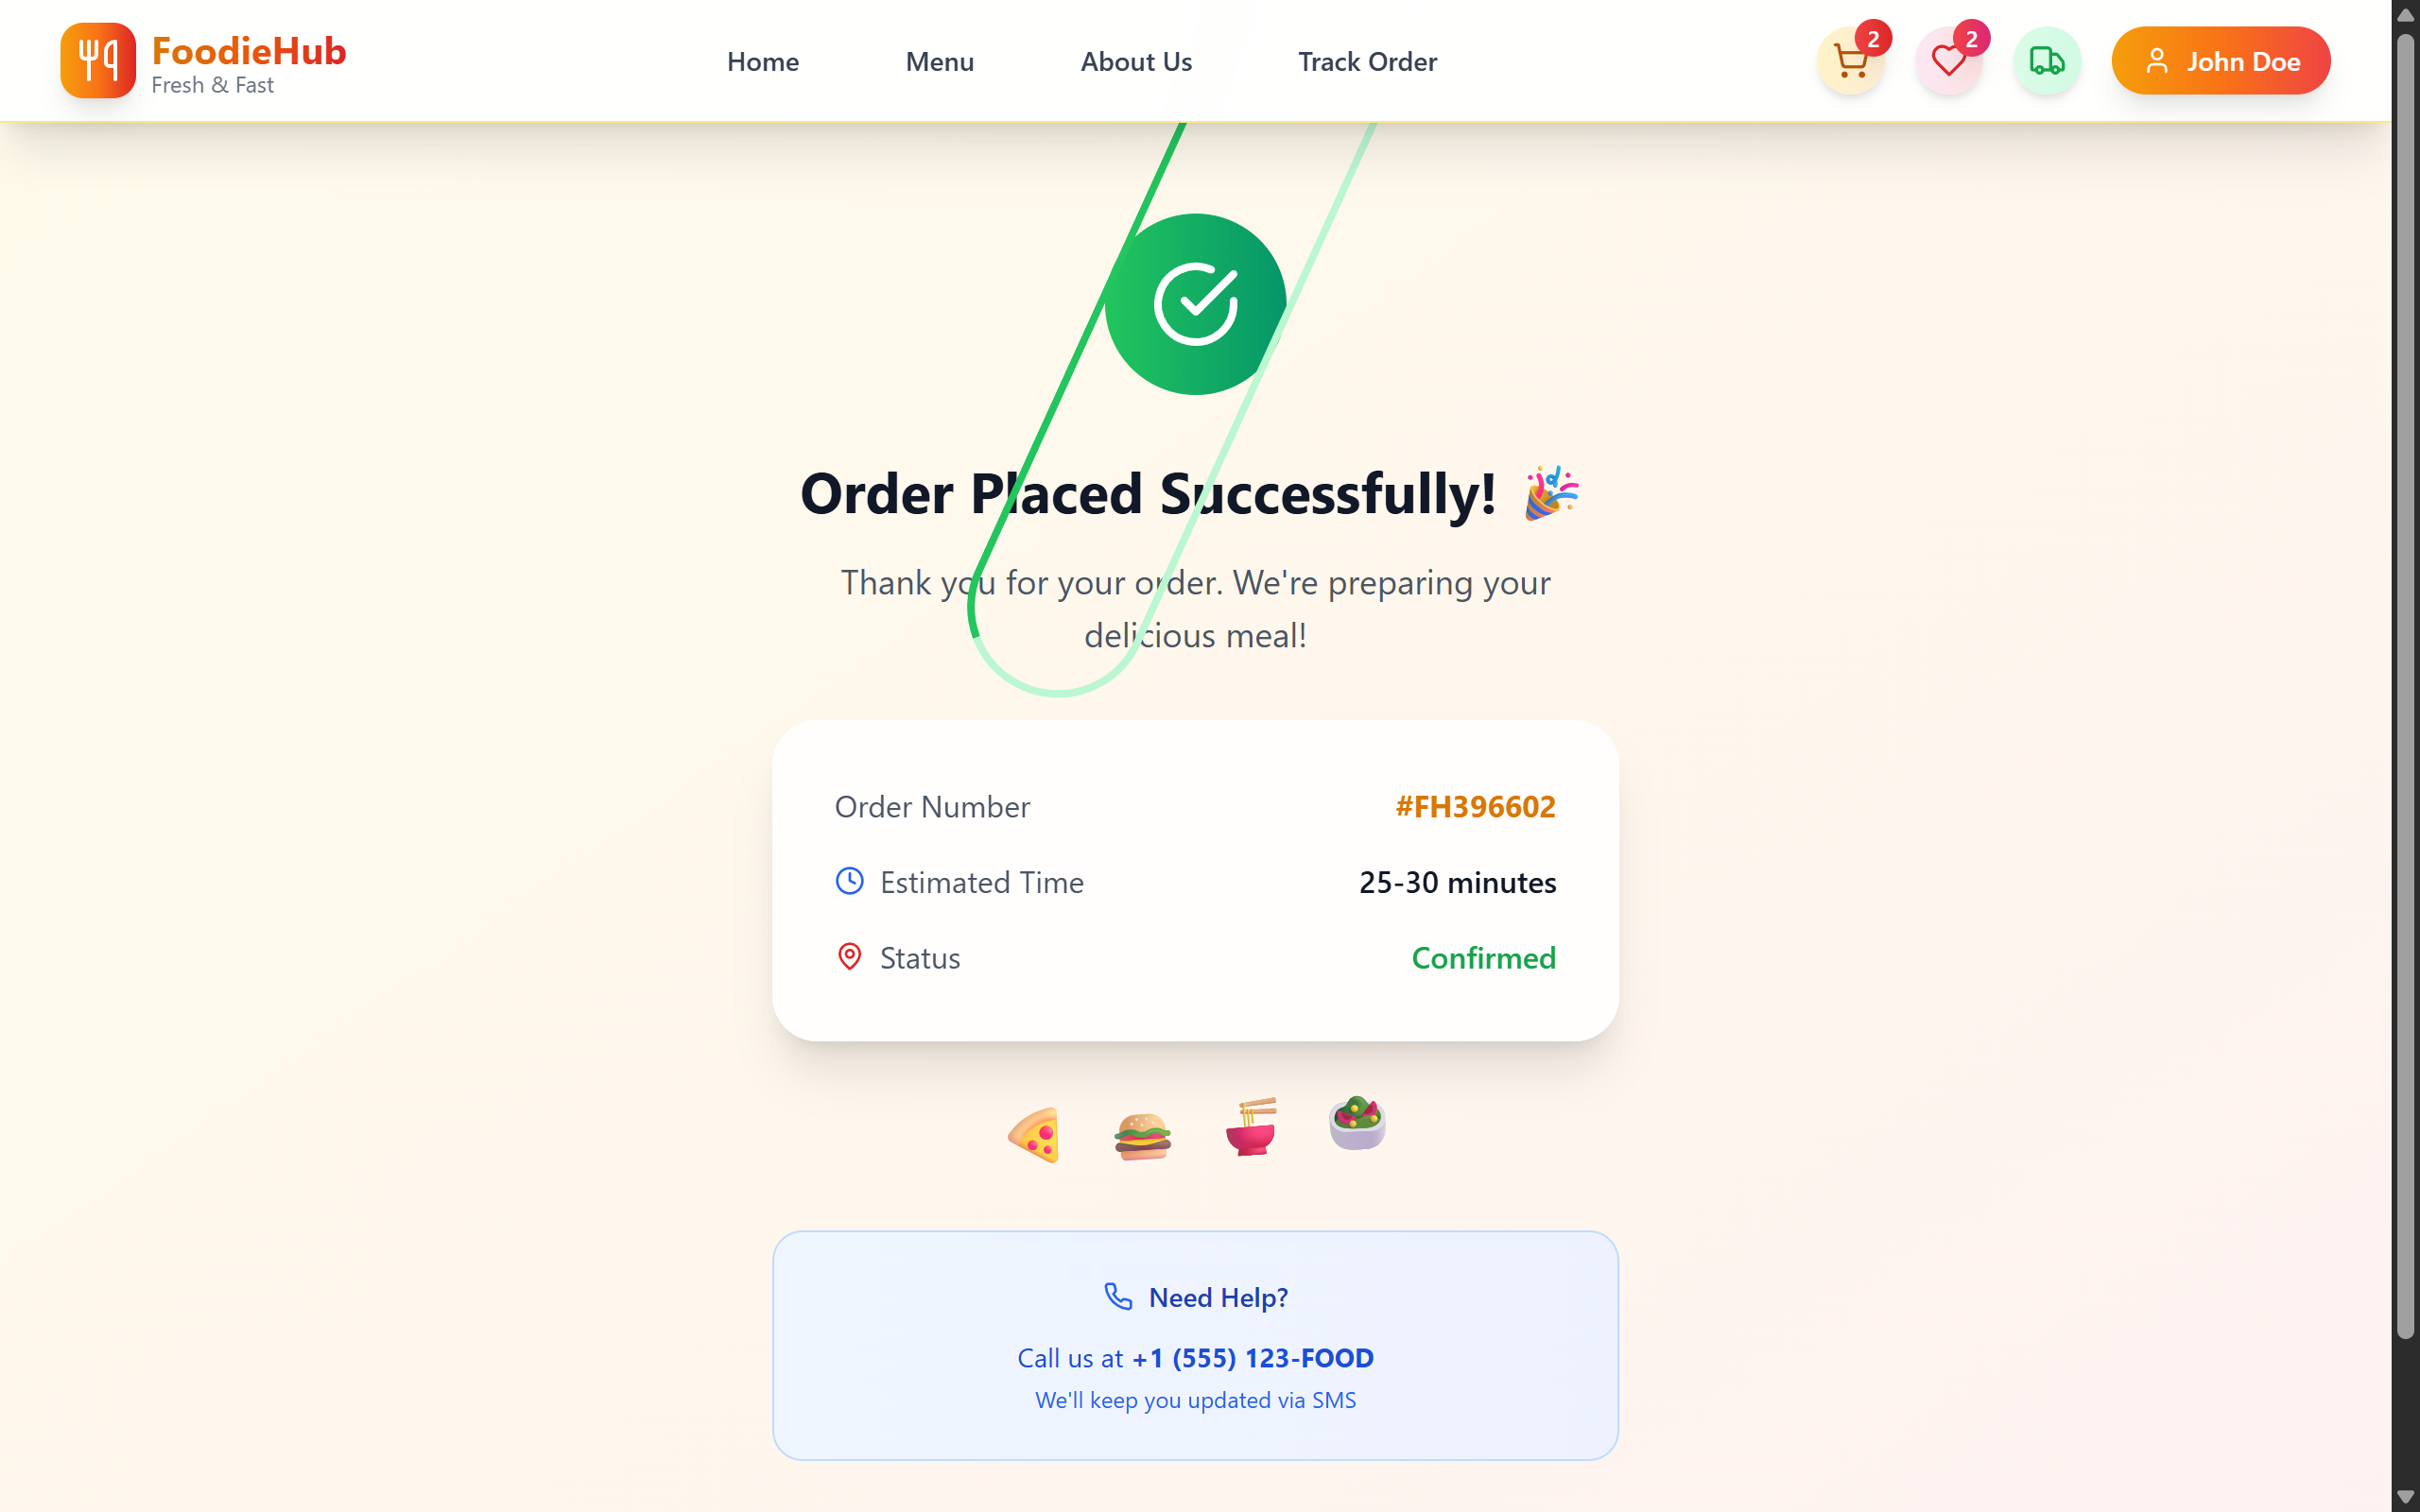 FoodieHub
Fresh & Fast
Home
Menu
About Us
Track Order
2
2
John Doe
Order Placed Successfully! 🎉
Thank you for your order. We're preparing your
delicious meal!
Order Number
#FH396602
Estimated Time
25-30 minutes
Status
Confirmed
Need Help?
Call us at +1 (555) 123-FOOD
We'll keep you updated via SMS